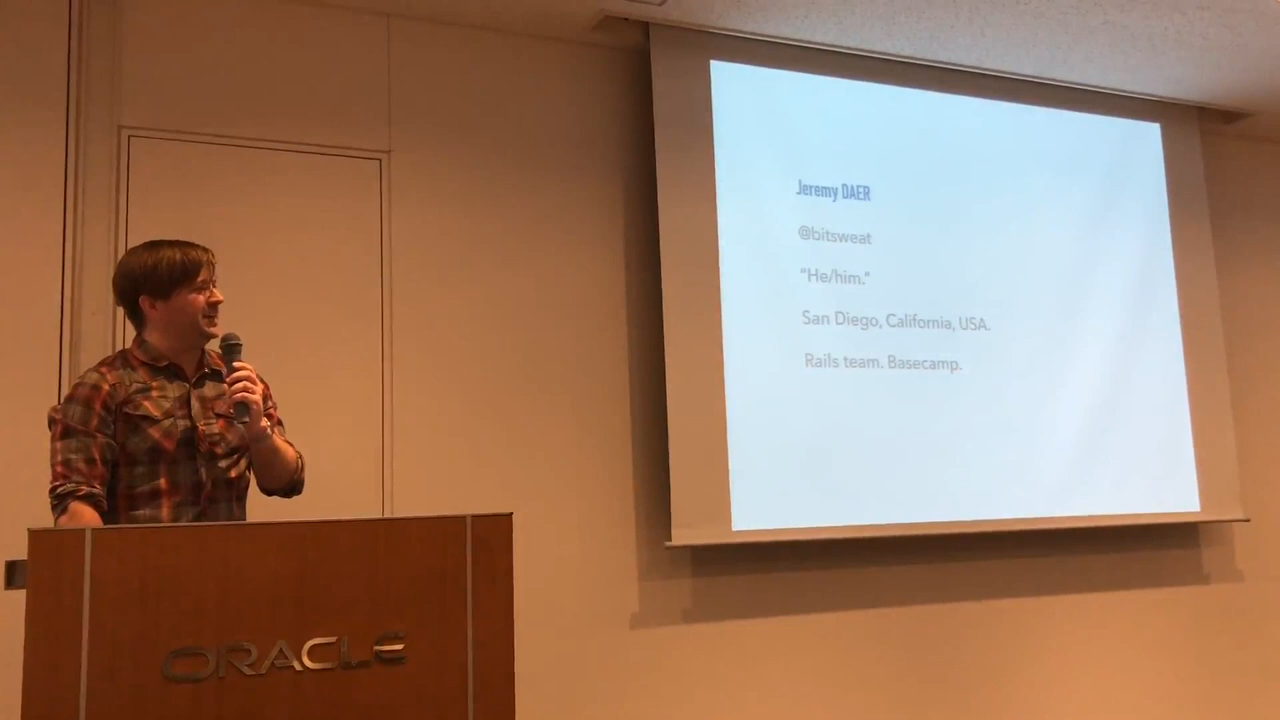 Jeremy DAER
@bitsweat
"He/him."
San Diego, California, USA.
Rails team. Basecamp.
ORACLE